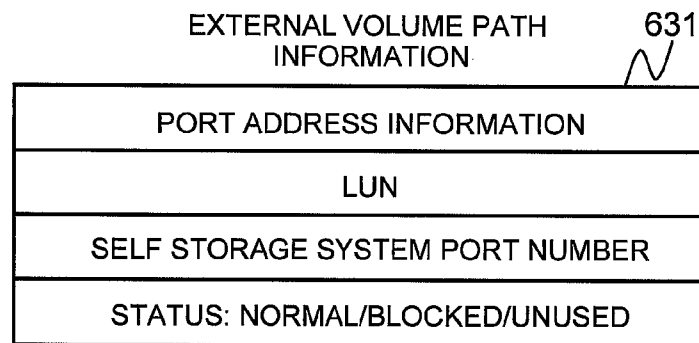 EXTERNAL VOLUME PATH 631
INFORMATION
PORT ADDRESS INFORMATION
LUN
SELF STORAGE SYSTEM PORT NUMBER
STATUS: NORMAL/BLOCKED/UNUSED